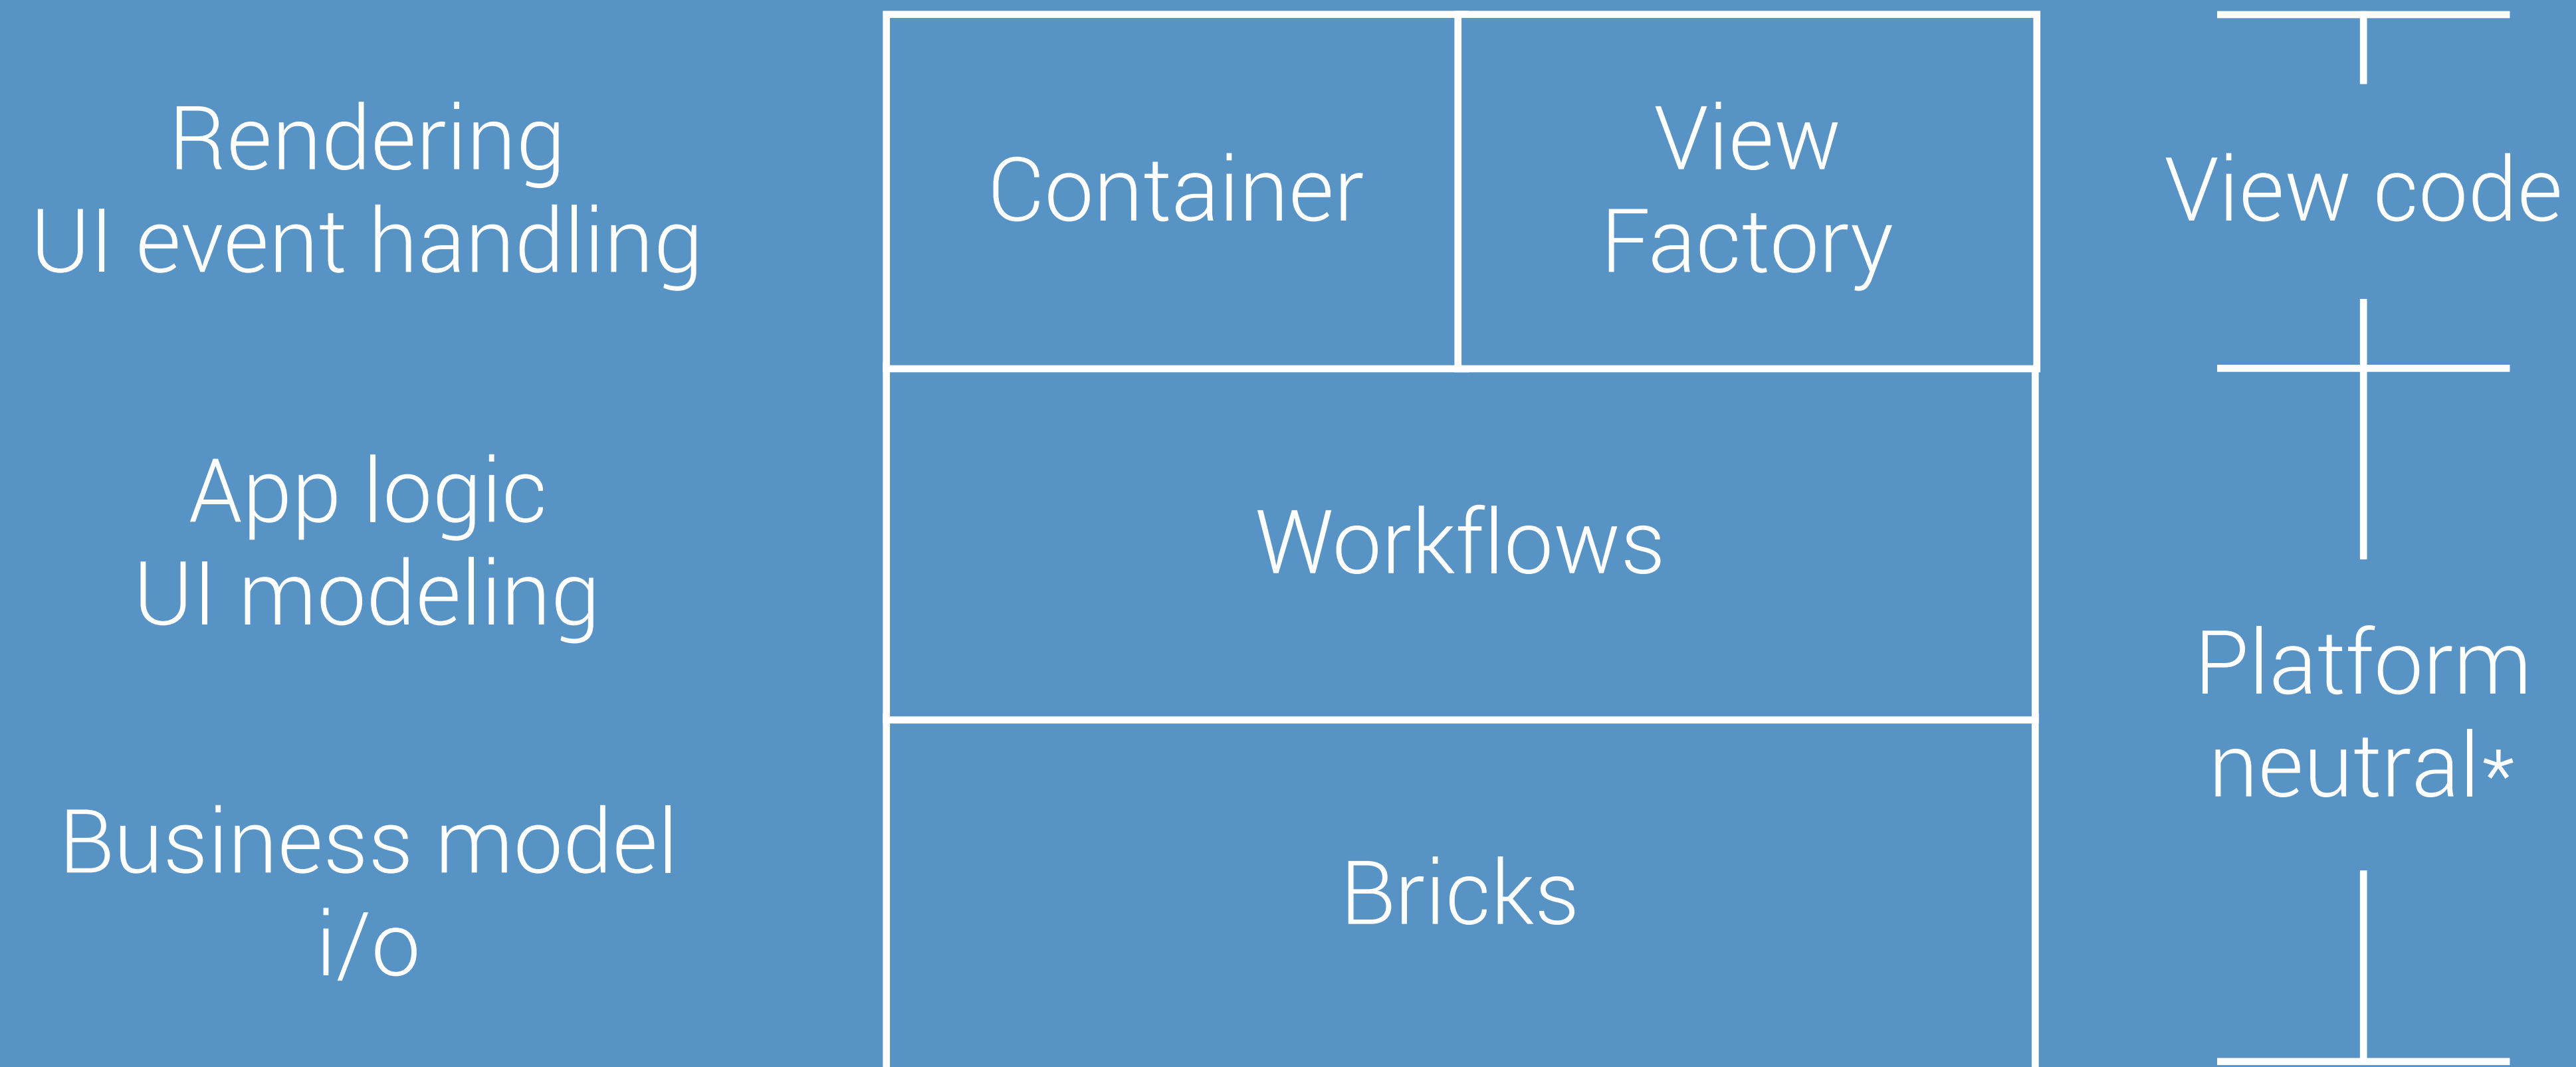 Rendering
UI event handling
Container
View
Factory
View code
App logic
UI modeling
Workflows
Platform
neutral*
Business model
i/o
Bricks